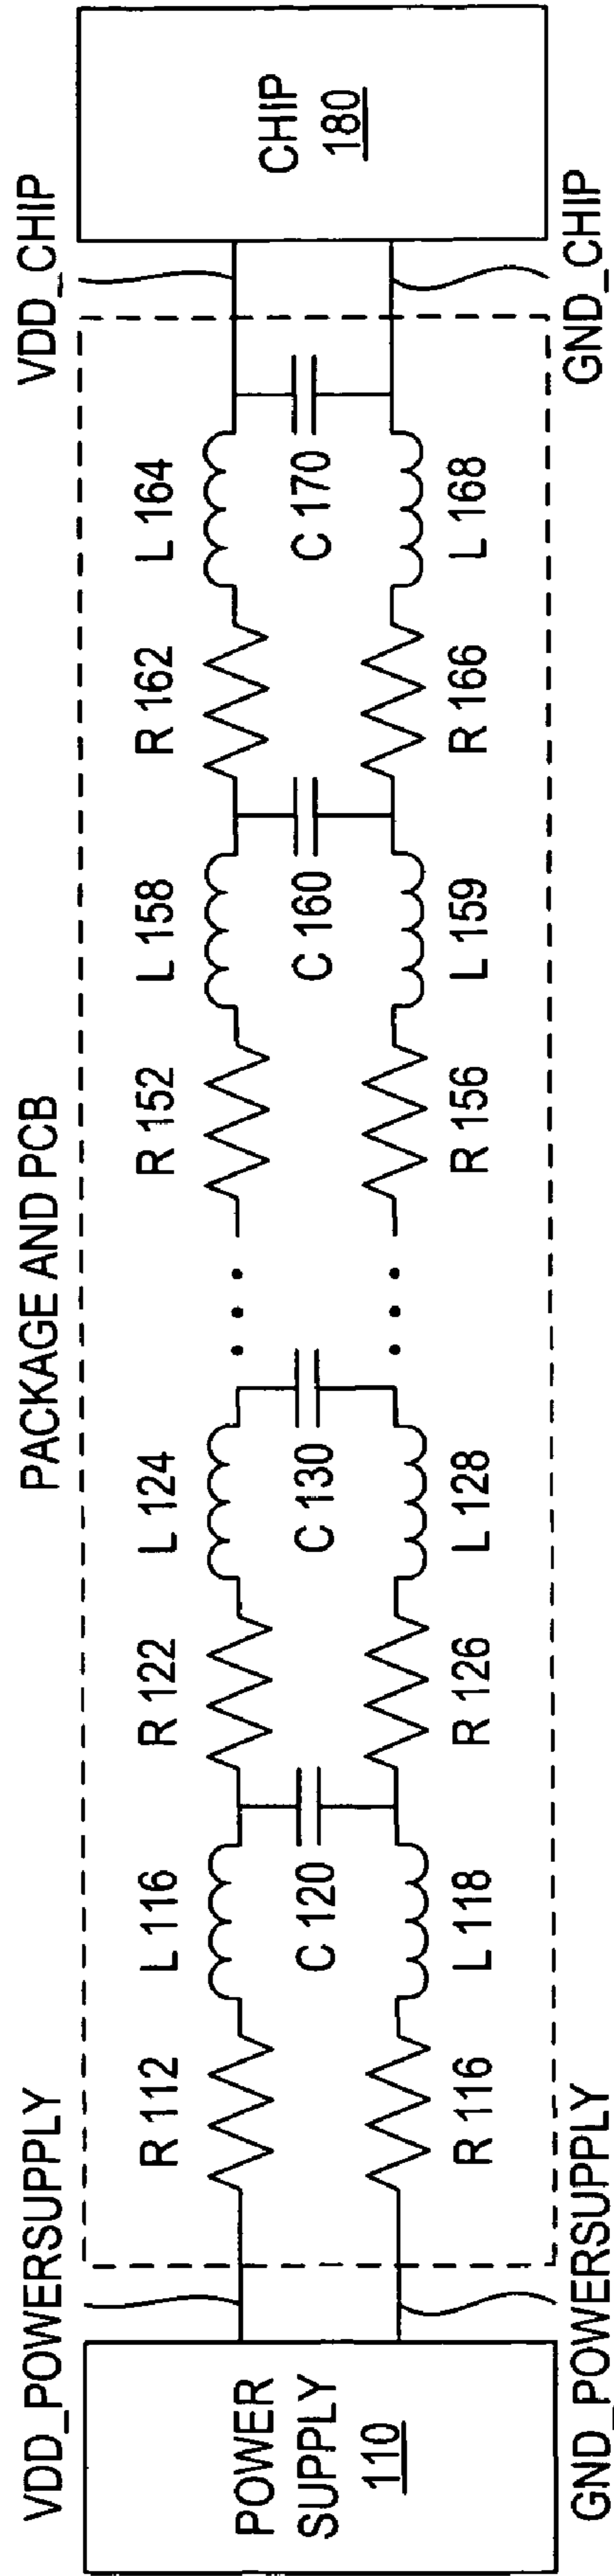 VDD_POWERSUPPLY
PACKAGE AND PCB
VDD_CHIP
R 112
L 116
R 122
L 124
R 152
L 158
R 162
L 164
POWER
SUPPLY
110
C 120
C 130
• • •
• • •
C 160
C 170
CHIP
180
R 116
L 118
R 126
L 128
R 156
L 159
R 166
L 168
GND_POWERSUPPLY
GND_CHIP